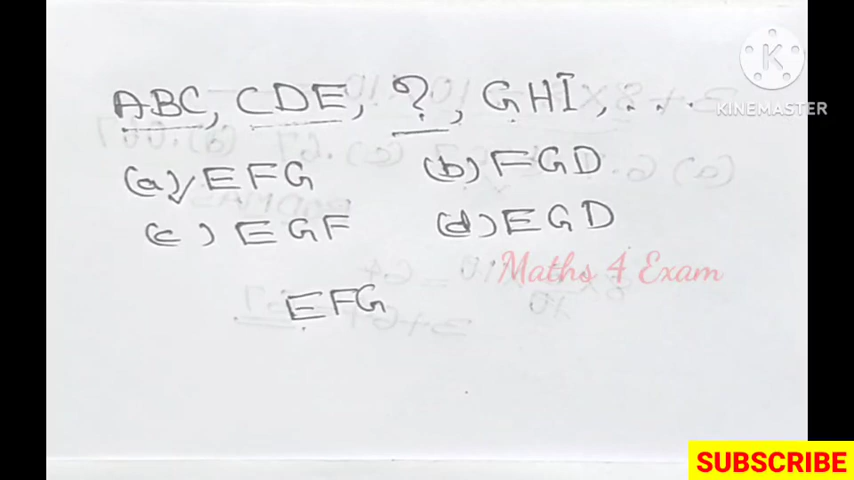 KINEMASTER
ABC, CDE, ?, GHI, ...
(a)✓ EFG (b) FGD
(c) EGF (d) EGD
Maths 4 Exam
EFG
SUBSCRIBE